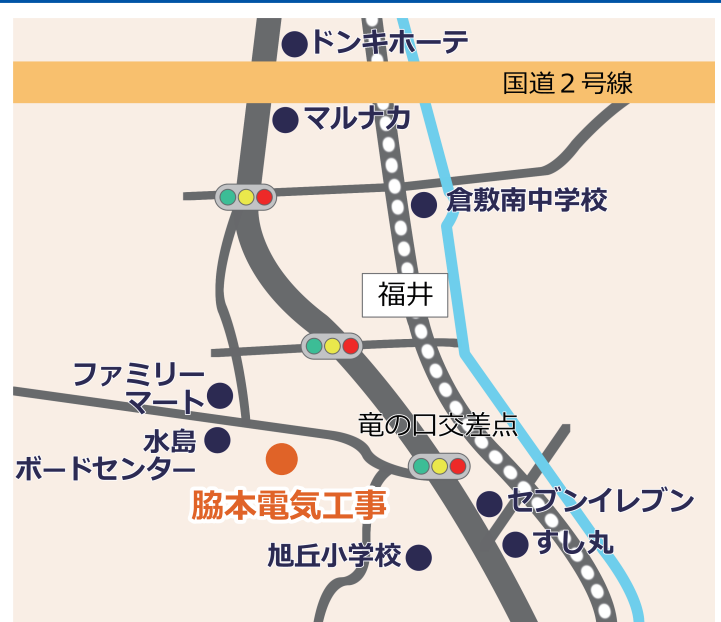 ドンキホーテ
国道２号線
マルナカ
倉敷南中学校
福井
ファミリー
マート
竜の口交差点
水島
ボードセンター
脇本電気工事
セブンイレブン
すし丸
旭丘小学校